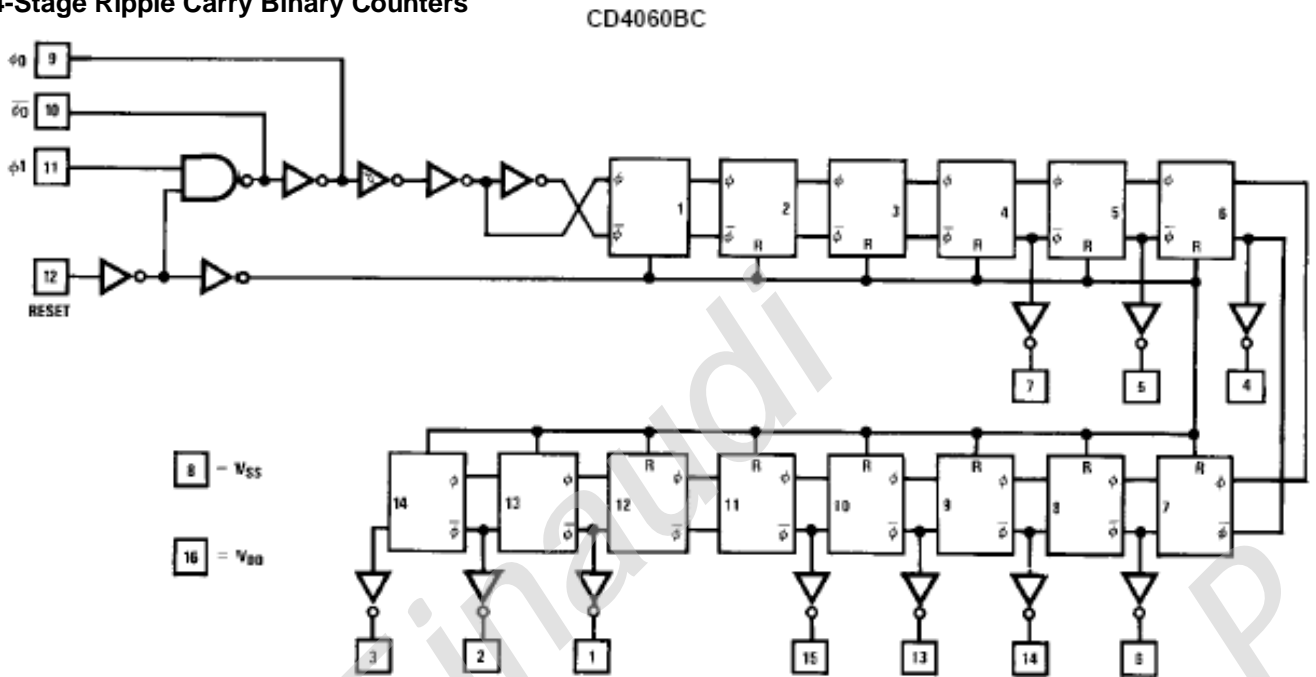 4-Stage Ripple Carry Binary Counters
CD4060BC
ϕ0 9
ϕ̅0 10
ϕ1 11
12
RESET
ϕ ϕ̅ 1
ϕ ϕ̅ 2 R
ϕ ϕ̅ 3 R
ϕ ϕ̅ 4 R
ϕ ϕ̅ 5 R
ϕ ϕ̅ 6 R
7 5 4
8 – VSS
16 = VDD
14 ϕ ϕ̅
13 ϕ ϕ̅
12 R ϕ ϕ̅
11 R ϕ ϕ̅
10 R ϕ ϕ̅
9 R ϕ ϕ̅
8 R ϕ ϕ̅
7 R ϕ ϕ̅
3 2 1 15 13 14 6